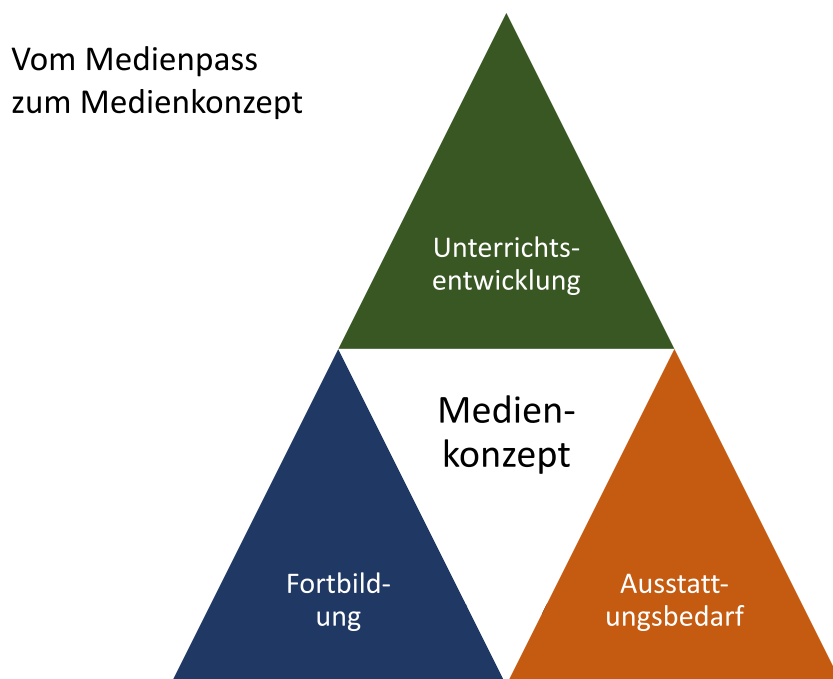 Vom Medienpass
zum Medienkonzept
Unterrichts-
entwicklung
Medien-
konzept
Fortbild-
ung
Ausstatt-
ungsbedarf